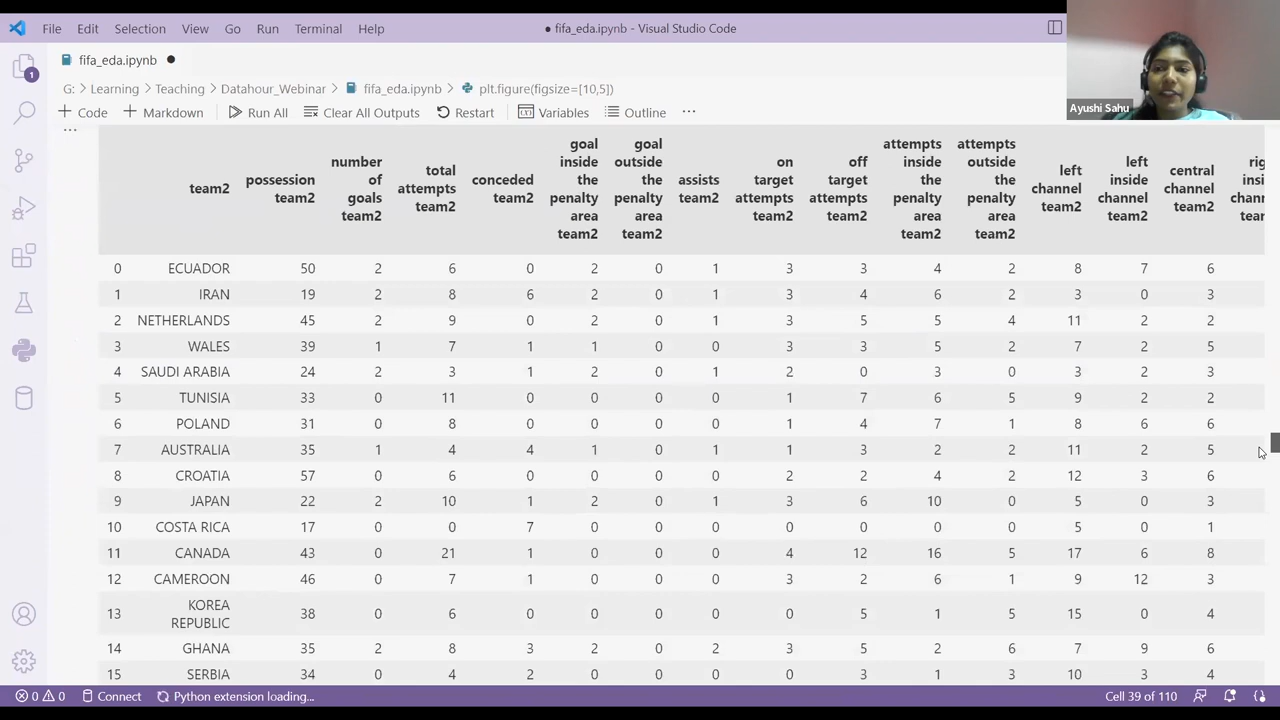 File Edit Selection View Go Run Terminal Help
● fifa_eda.ipynb - Visual Studio Code
fifa_eda.ipynb ●
G: > Learning > Teaching > Datahour_Webinar > fifa_eda.ipynb > plt.figure(figsize=[10,5])
+ Code + Markdown Run All Clear All Outputs Restart Variables Outline ...
Ayushi Sahu
1
...
team2 possession team2 number of goals team2 total attempts team2 conceded team2 goal inside the penalty area team2 goal outside the penalty area team2 assists team2 on target attempts team2 off target attempts team2 attempts inside the penalty area team2 attempts outside the penalty area team2 left channel team2 left inside channel team2 central channel team2
0 ECUADOR 50 2 6 0 2 0 1 3 3 4 2 8 7 6
1 IRAN 19 2 8 6 2 0 1 3 4 6 2 3 0 3
2 NETHERLANDS 45 2 9 0 2 0 1 3 5 5 4 11 2 2
3 WALES 39 1 7 1 1 0 0 3 3 5 2 7 2 5
4 SAUDI ARABIA 24 2 3 1 2 0 1 2 0 3 0 3 2 3
5 TUNISIA 33 0 11 0 0 0 0 1 7 6 5 9 2 2
6 POLAND 31 0 8 0 0 0 0 1 4 7 1 8 6 6
7 AUSTRALIA 35 1 4 4 1 0 1 1 3 2 2 11 2 5
8 CROATIA 57 0 6 0 0 0 0 2 2 4 2 12 3 6
9 JAPAN 22 2 10 1 2 0 1 3 6 10 0 5 0 3
10 COSTA RICA 17 0 0 7 0 0 0 0 0 0 0 5 0 1
11 CANADA 43 0 21 1 0 0 0 4 12 16 5 17 6 8
12 CAMEROON 46 0 7 1 0 0 0 3 2 6 1 9 12 3
13 KOREA REPUBLIC 38 0 6 0 0 0 0 0 5 1 5 15 0 4
14 GHANA 35 2 8 3 2 0 2 3 5 2 6 7 9 6
15 SERBIA 34 0 4 2 0 0 0 0 3 1 3 10 3 4
0 0 Connect Python extension loading...
Cell 39 of 110